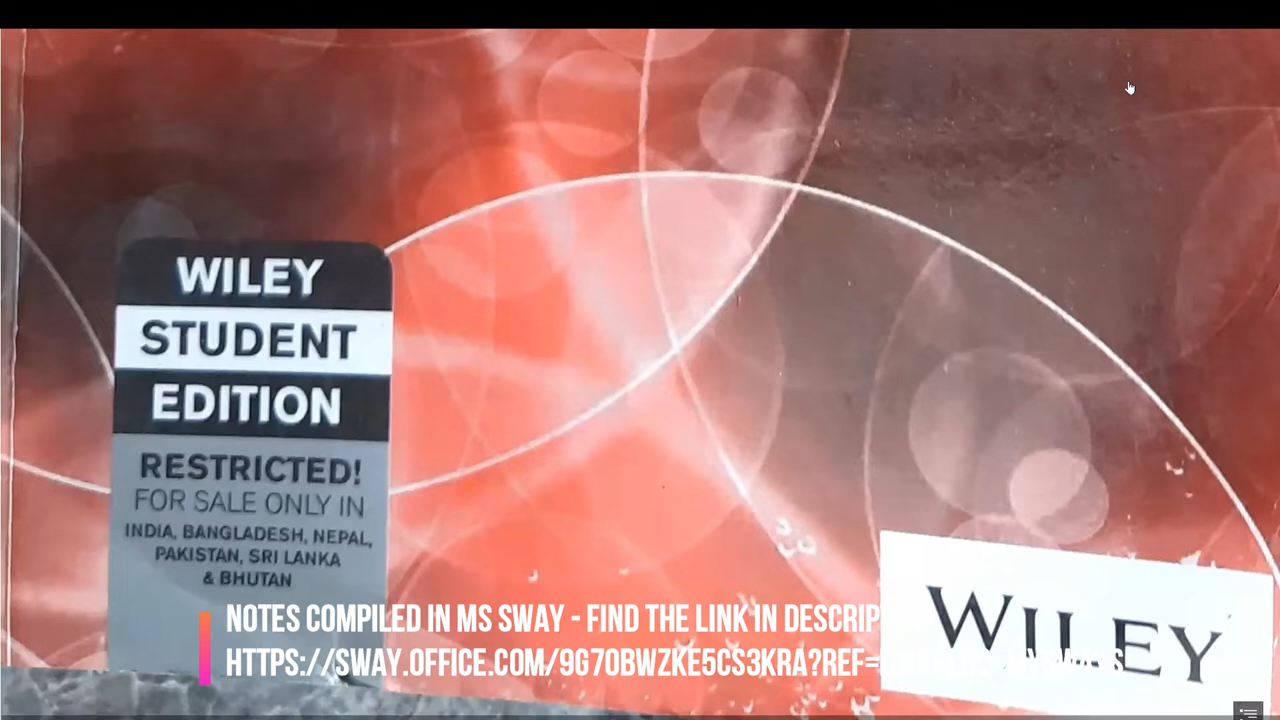 WILEY
STUDENT
EDITION
RESTRICTED!
FOR SALE ONLY IN
INDIA, BANGLADESH, NEPAL,
PAKISTAN, SRI LANKA
& BHUTAN
NOTES COMPILED IN MS SWAY - FIND THE LINK IN DESCRIP
HTTPS://SWAY.OFFICE.COM/9G7OBWZKE5CS3KRA?REF=
WILEY